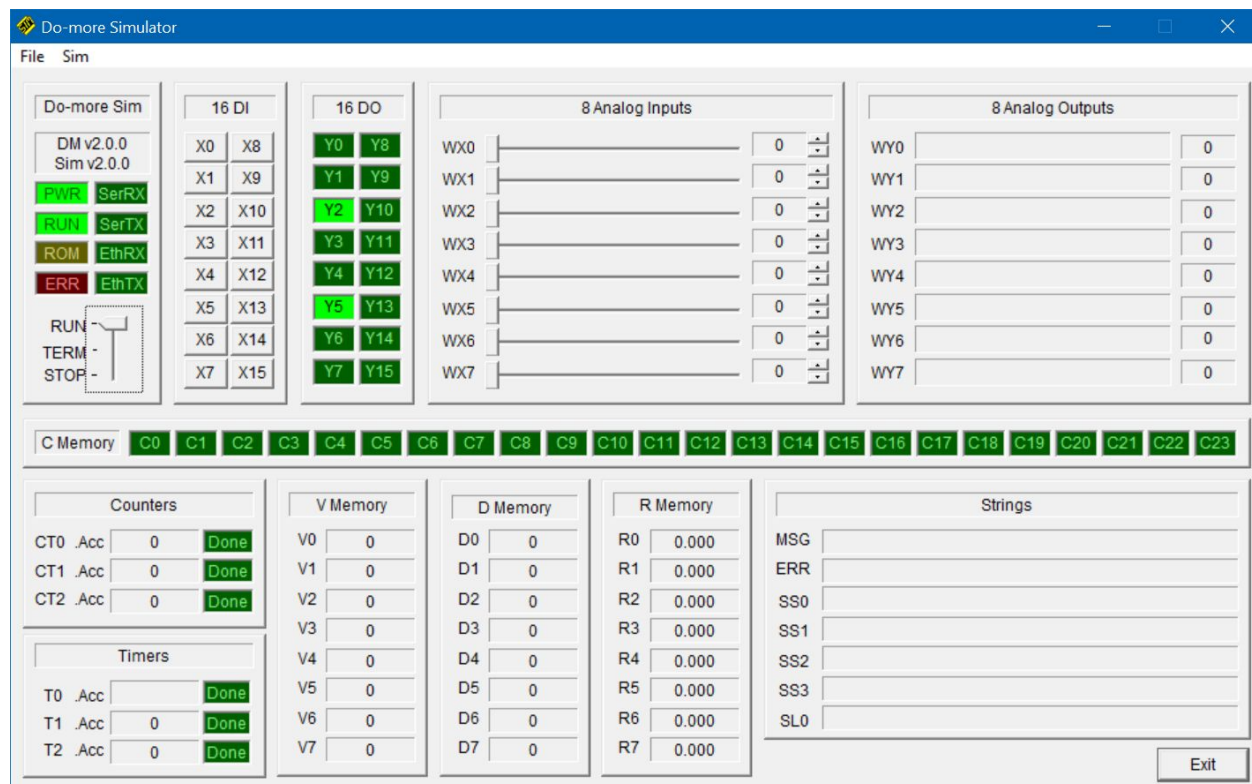 Do-more Simulator
File Sim
Do-more Sim
DM v2.0.0
Sim v2.0.0
PWR SerRX
RUN SerTX
ROM EthRX
ERR EthTX
RUN
TERM
STOP
16 DI
X0 X8
X1 X9
X2 X10
X3 X11
X4 X12
X5 X13
X6 X14
X7 X15
16 DO
Y0 Y8
Y1 Y9
Y2 Y10
Y3 Y11
Y4 Y12
Y5 Y13
Y6 Y14
Y7 Y15
8 Analog Inputs
WX0 0
WX1 0
WX2 0
WX3 0
WX4 0
WX5 0
WX6 0
WX7 0
8 Analog Outputs
WY0 0
WY1 0
WY2 0
WY3 0
WY4 0
WY5 0
WY6 0
WY7 0
C Memory C0 C1 C2 C3 C4 C5 C6 C7 C8 C9 C10 C11 C12 C13 C14 C15 C16 C17 C18 C19 C20 C21 C22 C23
Counters
CT0 .Acc 0 Done
CT1 .Acc 0 Done
CT2 .Acc 0 Done
Timers
T0 .Acc Done
T1 .Acc 0 Done
T2 .Acc 0 Done
V Memory
V0 0
V1 0
V2 0
V3 0
V4 0
V5 0
V6 0
V7 0
D Memory
D0 0
D1 0
D2 0
D3 0
D4 0
D5 0
D6 0
D7 0
R Memory
R0 0.000
R1 0.000
R2 0.000
R3 0.000
R4 0.000
R5 0.000
R6 0.000
R7 0.000
Strings
MSG
ERR
SS0
SS1
SS2
SS3
SL0
Exit